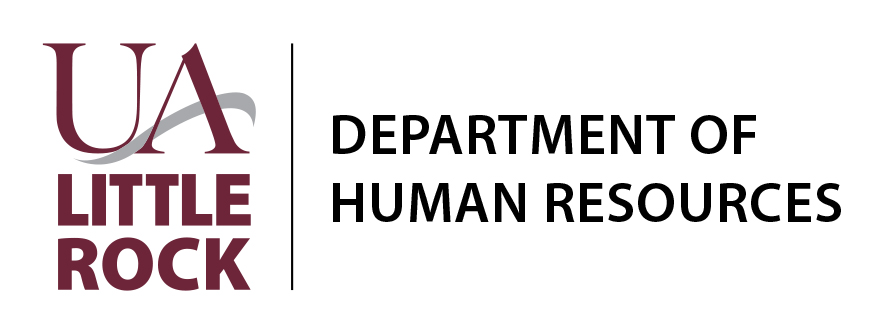 UA
LITTLE
ROCK
DEPARTMENT OF
HUMAN RESOURCES